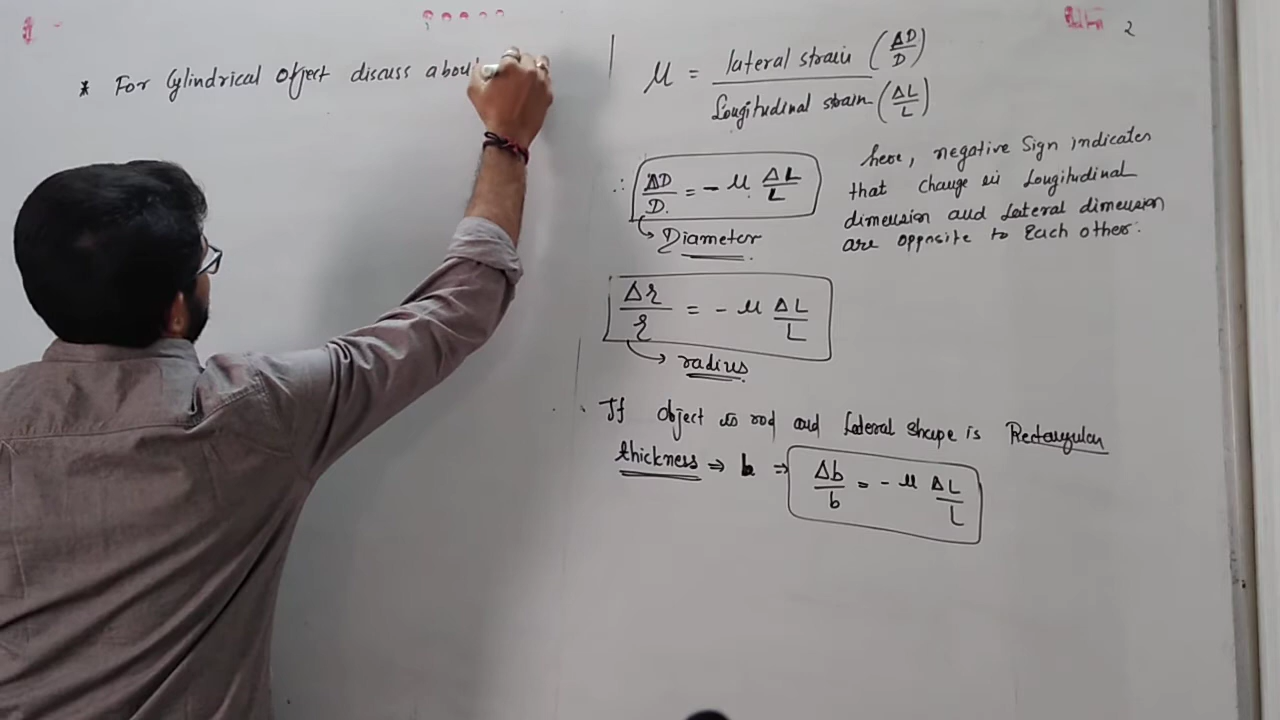 * For Cylindrical Object discuss about
2
μ = lateral strain (ΔD/D) / Longitudinal strain (ΔL/L)
∴ ΔD/D = - μ ΔL/L
Diameter
here, negative Sign indicates
that change in Longitudinal
dimension and lateral dimension
are opposite to Each other.
Δr/r = - μ ΔL/L
radius
If Object is rod and lateral shape is Rectangular
thickness ⇒ b ⇒ Δb/b = - μ ΔL/L